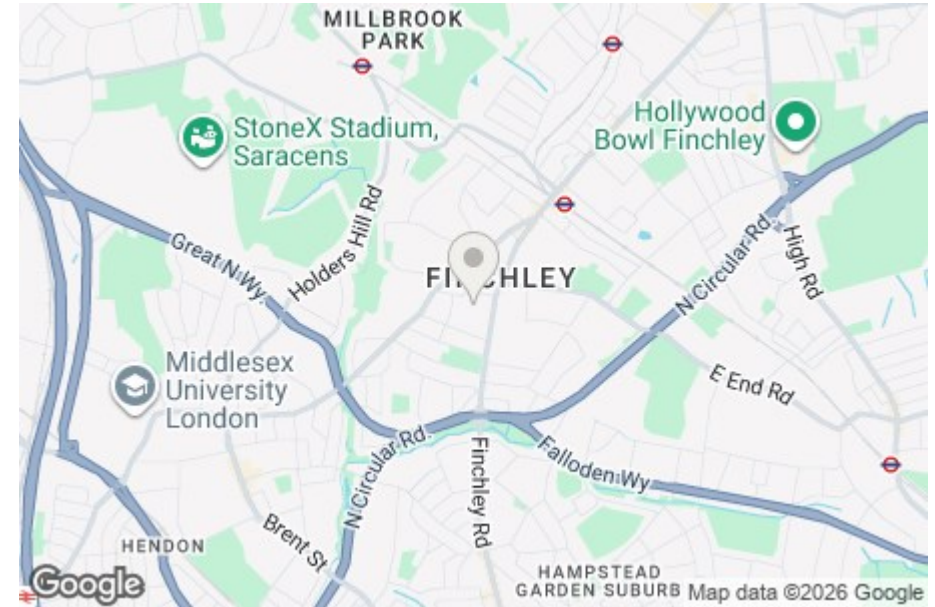 MILLBROOK
PARK
StoneX Stadium,
Saracens
Hollywood
Bowl Finchley
Holders Hill Rd
Great N Wy
FINCHLEY
N Circular Rd.
High Rd
Middlesex
University
London
E End Rd
N Circular Rd.
Finchley Rd
Falloden Wy
Brent St
HENDON
HAMPSTEAD
GARDEN SUBURB
Google
Map data ©2026 Google